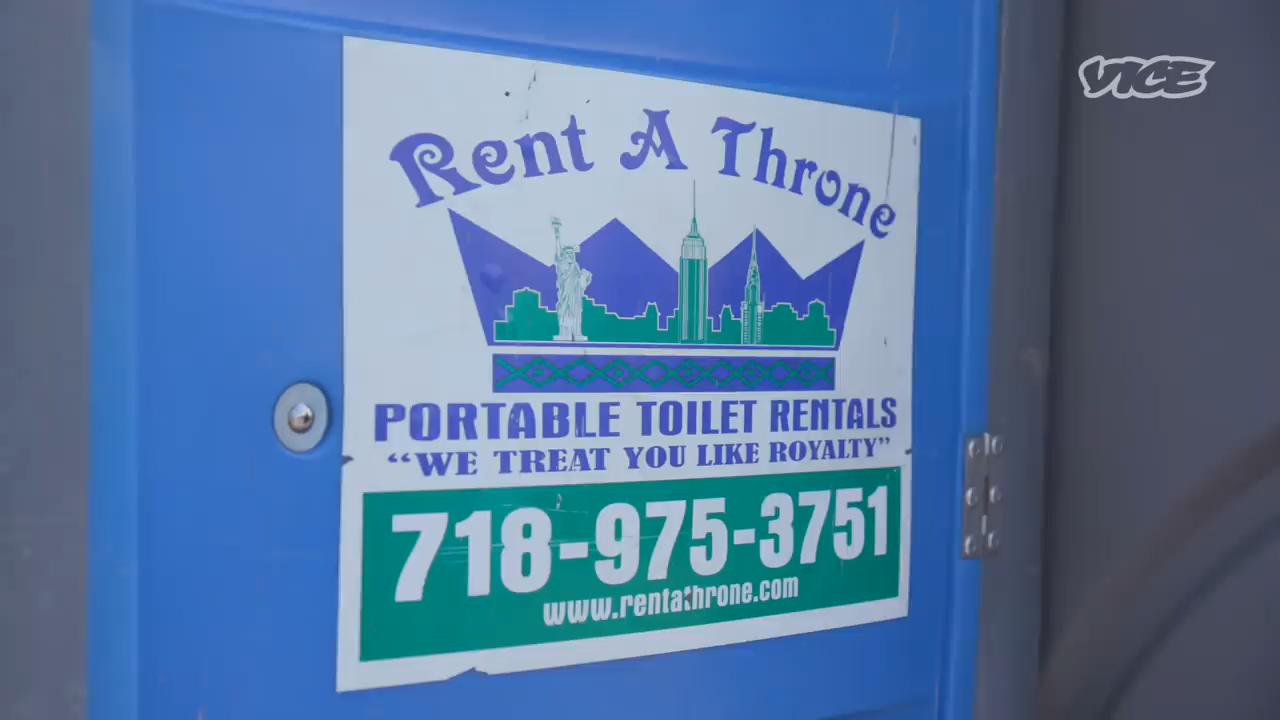 VICE
Rent A Throne
PORTABLE TOILET RENTALS
“WE TREAT YOU LIKE ROYALTY”
718-975-3751
www.rentathrone.com